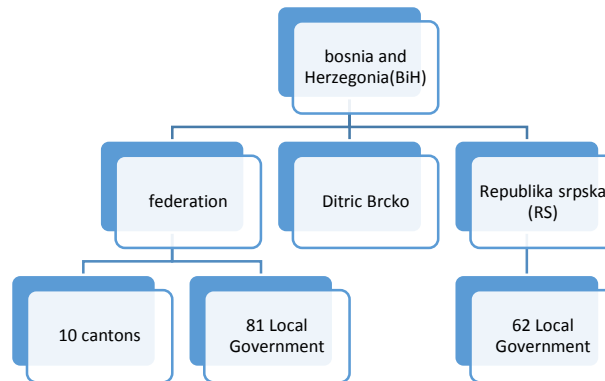 bosnia and
Herzegonia(BiH)
federation
Ditric Brcko
Republika srpska
(RS)
10 cantons
81 Local
Government
62 Local
Government